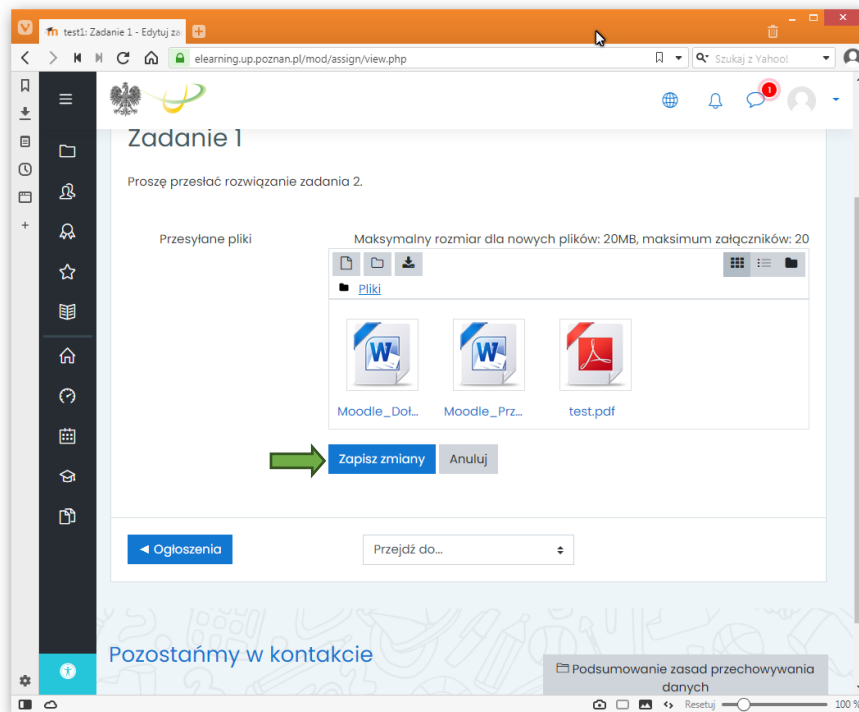 test1: Zadanie 1 - Edytuj za
elearning.up.poznan.pl/mod/assign/view.php
Szukaj z Yahoo!
1
Zadanie 1
Proszę przesłać rozwiązanie zadania 2.
Przesyłane pliki
Maksymalny rozmiar dla nowych plików: 20MB, maksimum załączników: 20
Pliki
Moodle_Doł... Moodle_Prz... test.pdf
Zapisz zmiany Anuluj
◄ Ogłoszenia Przejdź do...
Pozostańmy w kontakcie
Podsumowanie zasad przechowywania
danych
Resetuj 100 %